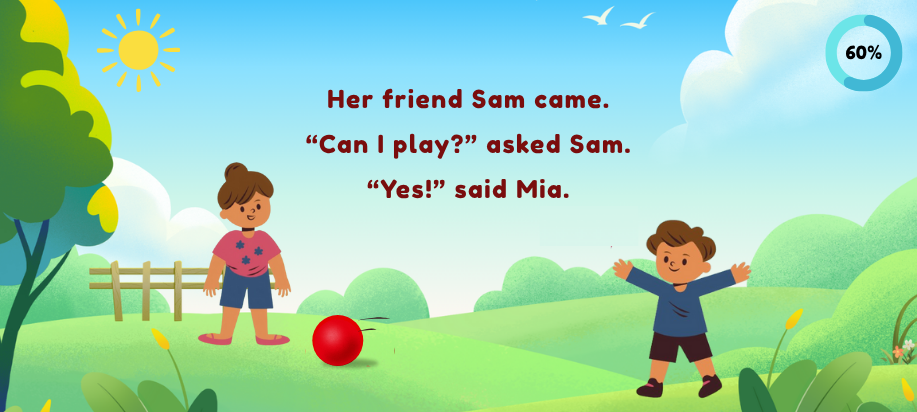 Her friend Sam came.
“Can I play?” asked Sam.
“Yes!” said Mia.
60%